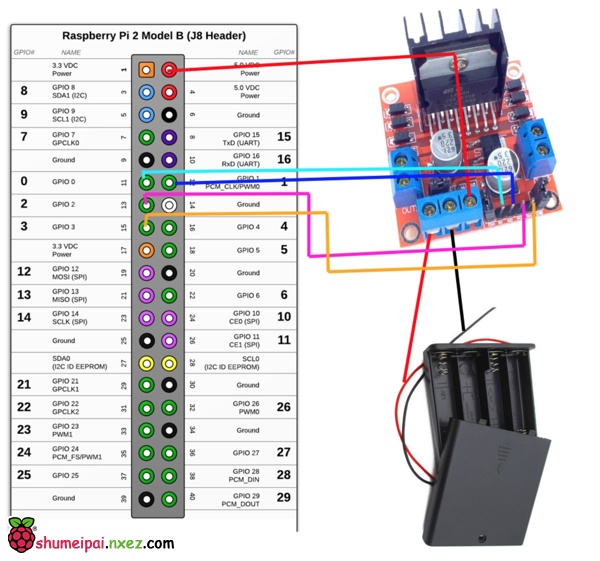 Raspberry Pi 2 Model B (J8 Header)
GPIO# NAME NAME GPIO#
3.3 VDC
Power 1 5.0 VDC
Power
8 GPIO 8
SDA1 (I2C) 3 4 5.0 VDC
Power
9 GPIO 9
SCL1 (I2C) 5 6 Ground
7 GPIO 7
GPCLK0 7 8 GPIO 15
TxD (UART) 15
Ground 9 10 GPIO 16
RxD (UART) 16
0 GPIO 0 11 GPIO 1
PCM_CLK/PWM0 1
2 GPIO 2 13 14 Ground
3 GPIO 3 15 16 GPIO 4 4
3.3 VDC
Power 17 18 GPIO 5 5
12 GPIO 12
MOSI (SPI) 19 20 Ground
13 GPIO 13
MISO (SPI) 21 22 GPIO 6 6
14 GPIO 14
SCLK (SPI) 23 24 GPIO 10
CE0 (SPI) 10
Ground 25 26 GPIO 11
CE1 (SPI) 11
SDA0
(I2C ID EEPROM) 27 28 SCL0
(I2C ID EEPROM)
21 GPIO 21
GPCLK1 29 30 Ground
22 GPIO 22
GPCLK2 31 32 GPIO 26
PWM0 26
23 GPIO 23
PWM1 33 34 Ground
24 GPIO 24
PCM_FS/PWM1 35 36 GPIO 27 27
25 GPIO 25 37 38 GPIO 28
PCM_DIN 28
Ground 39 40 GPIO 29
PCM_DOUT 29
OUT
shumeipai.nxez.com